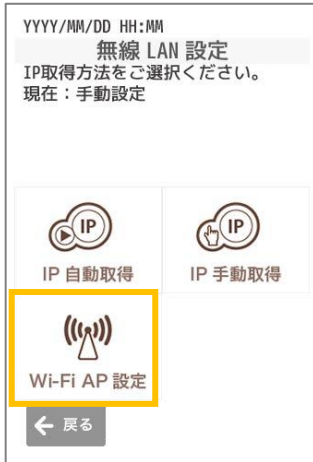 YYYY/MM/DD HH:MM
無線 LAN 設定
IP取得方法をご選択ください。
現在：手動設定
IP IP
IP 自動取得 IP 手動取得
Wi-Fi AP 設定
戻る